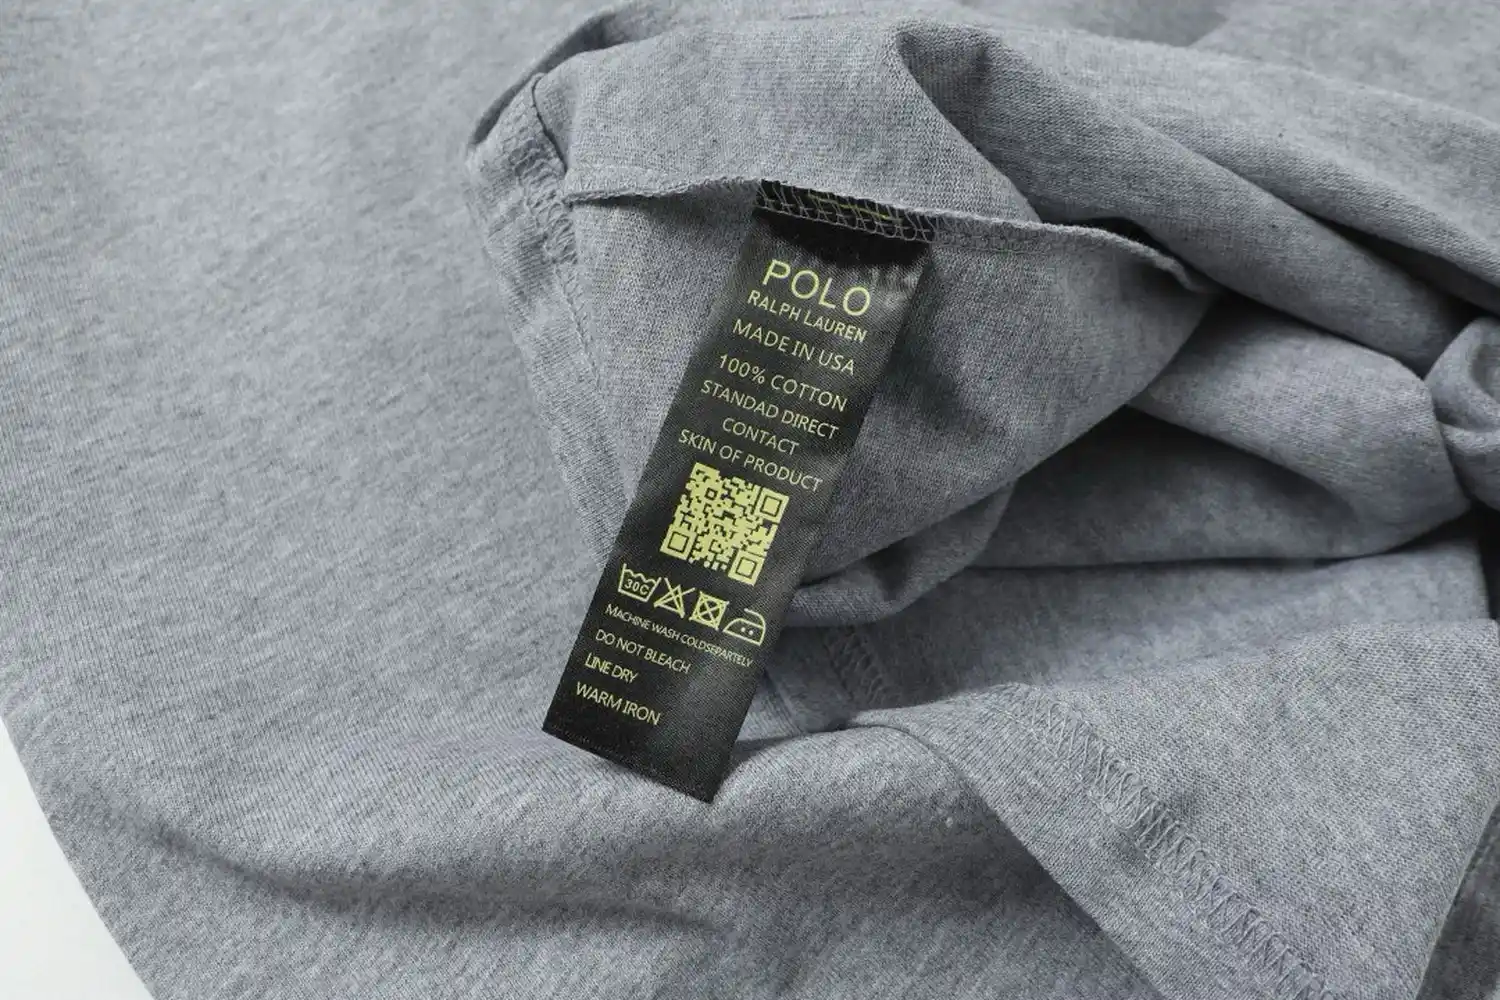 POLO
RALPH LAUREN
MADE IN USA
100% COTTON
STANDAD DIRECT
CONTACT
SKIN OF PRODUCT
30C
MACHINE WASH COLDSEPARTELY
DO NOT BLEACH
LINE DRY
WARM IRON